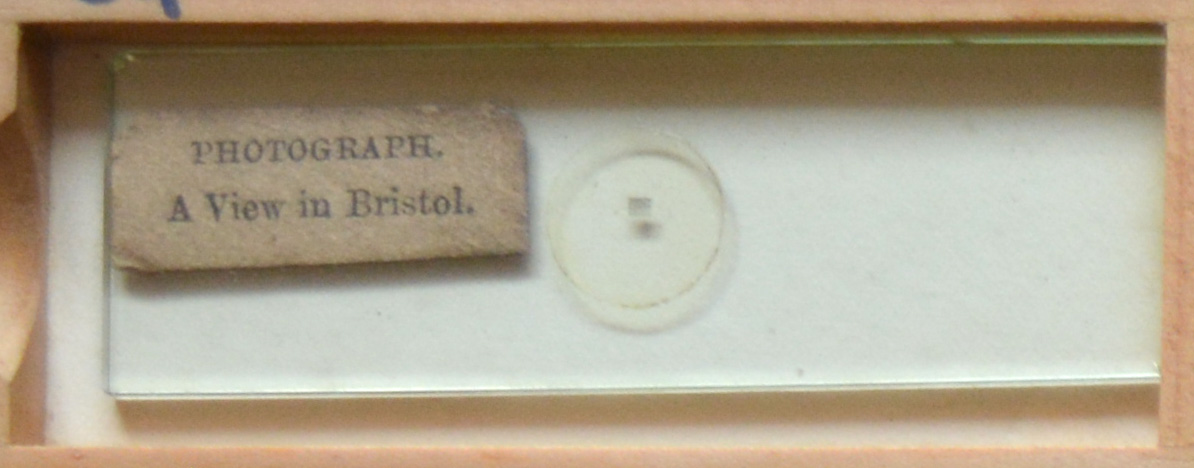 PHOTOGRAPH.
A View in Bristol.